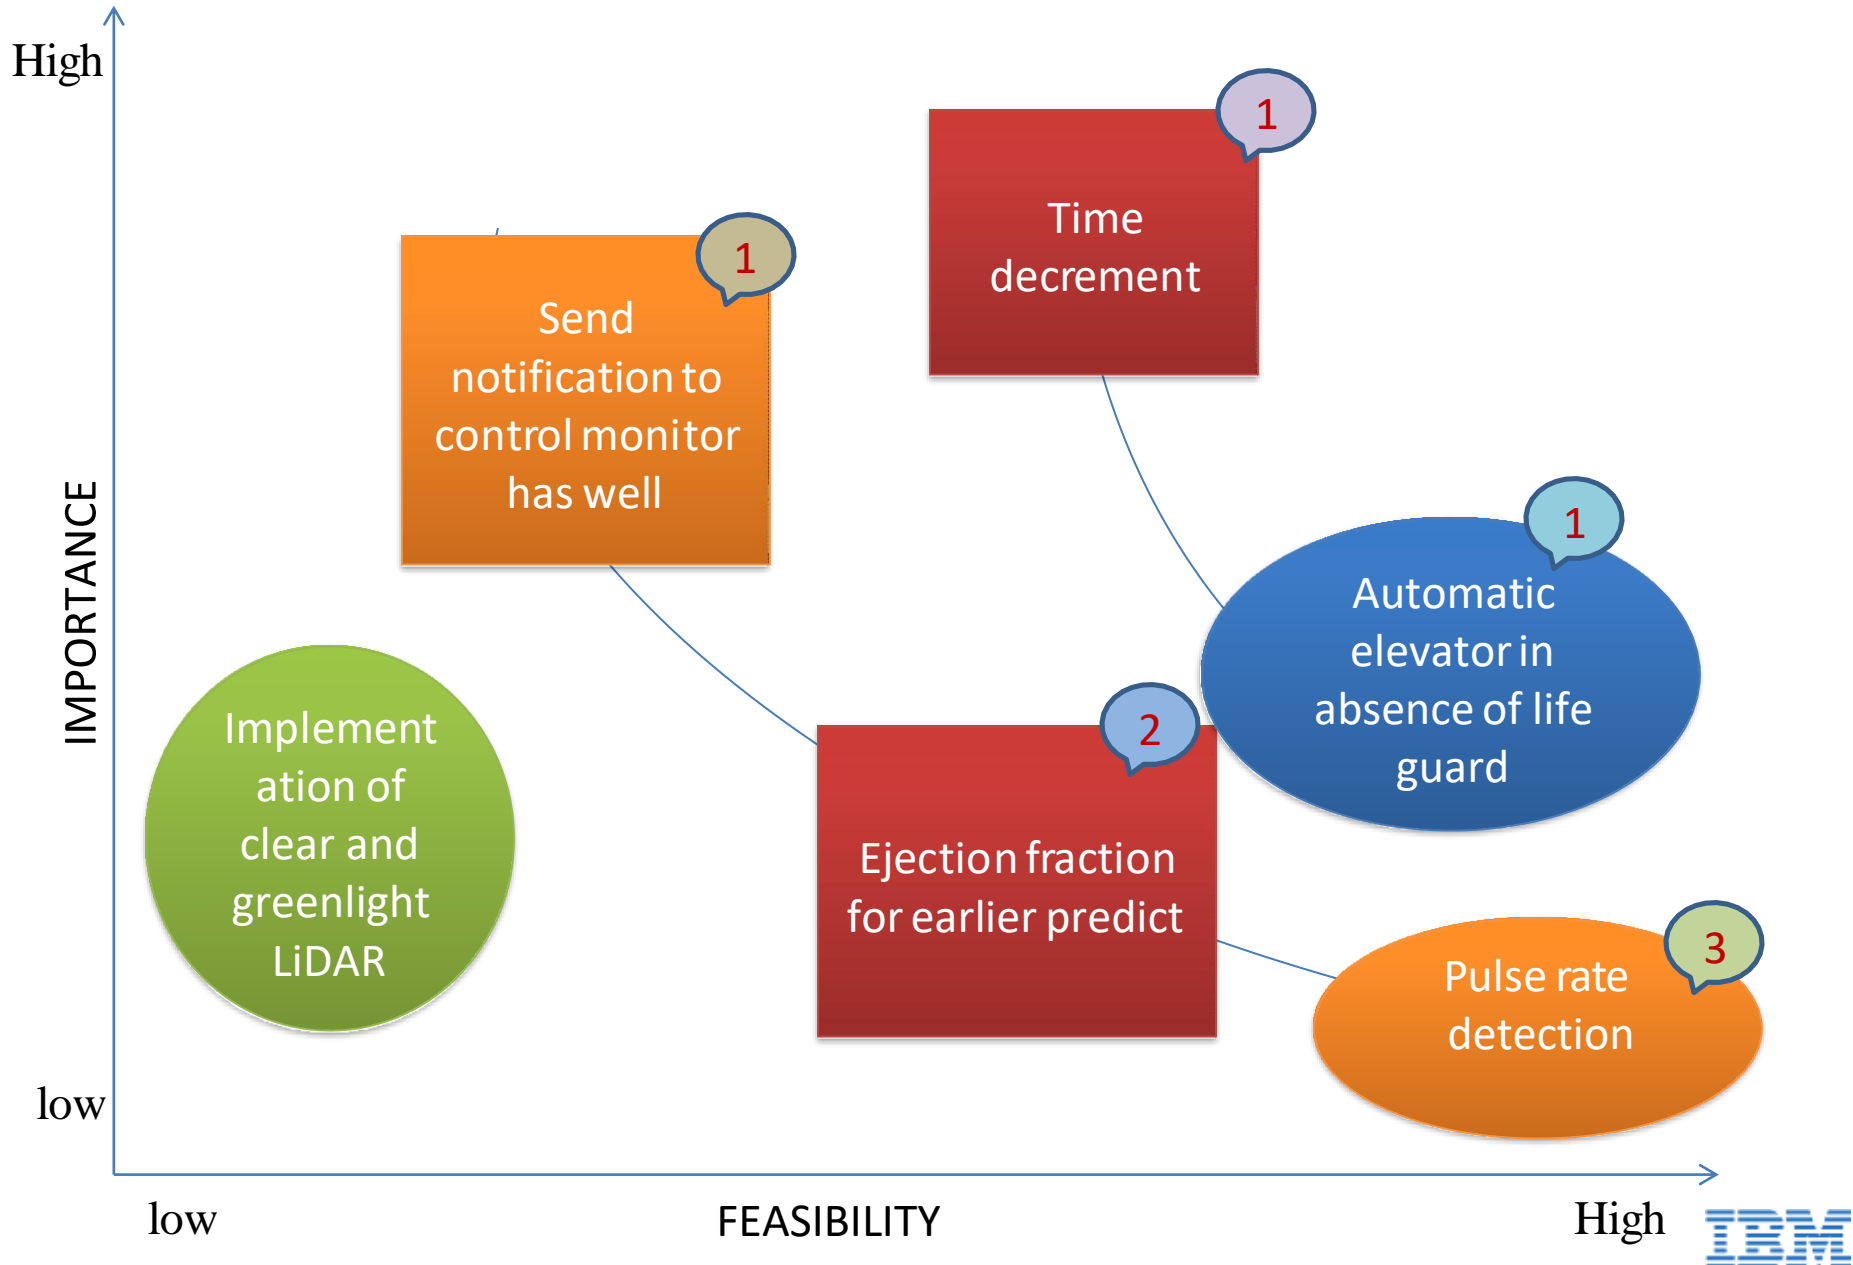 High
1
Time
decrement
1
Send
notification to
control monitor
has well
IMPORTANCE
1
Automatic
elevator in
absence of life
guard
2
Ejection fraction
for earlier predict
Implement
ation of
clear and
greenlight
LiDAR
3
Pulse rate
detection
low
low
FEASIBILITY
High
IBM